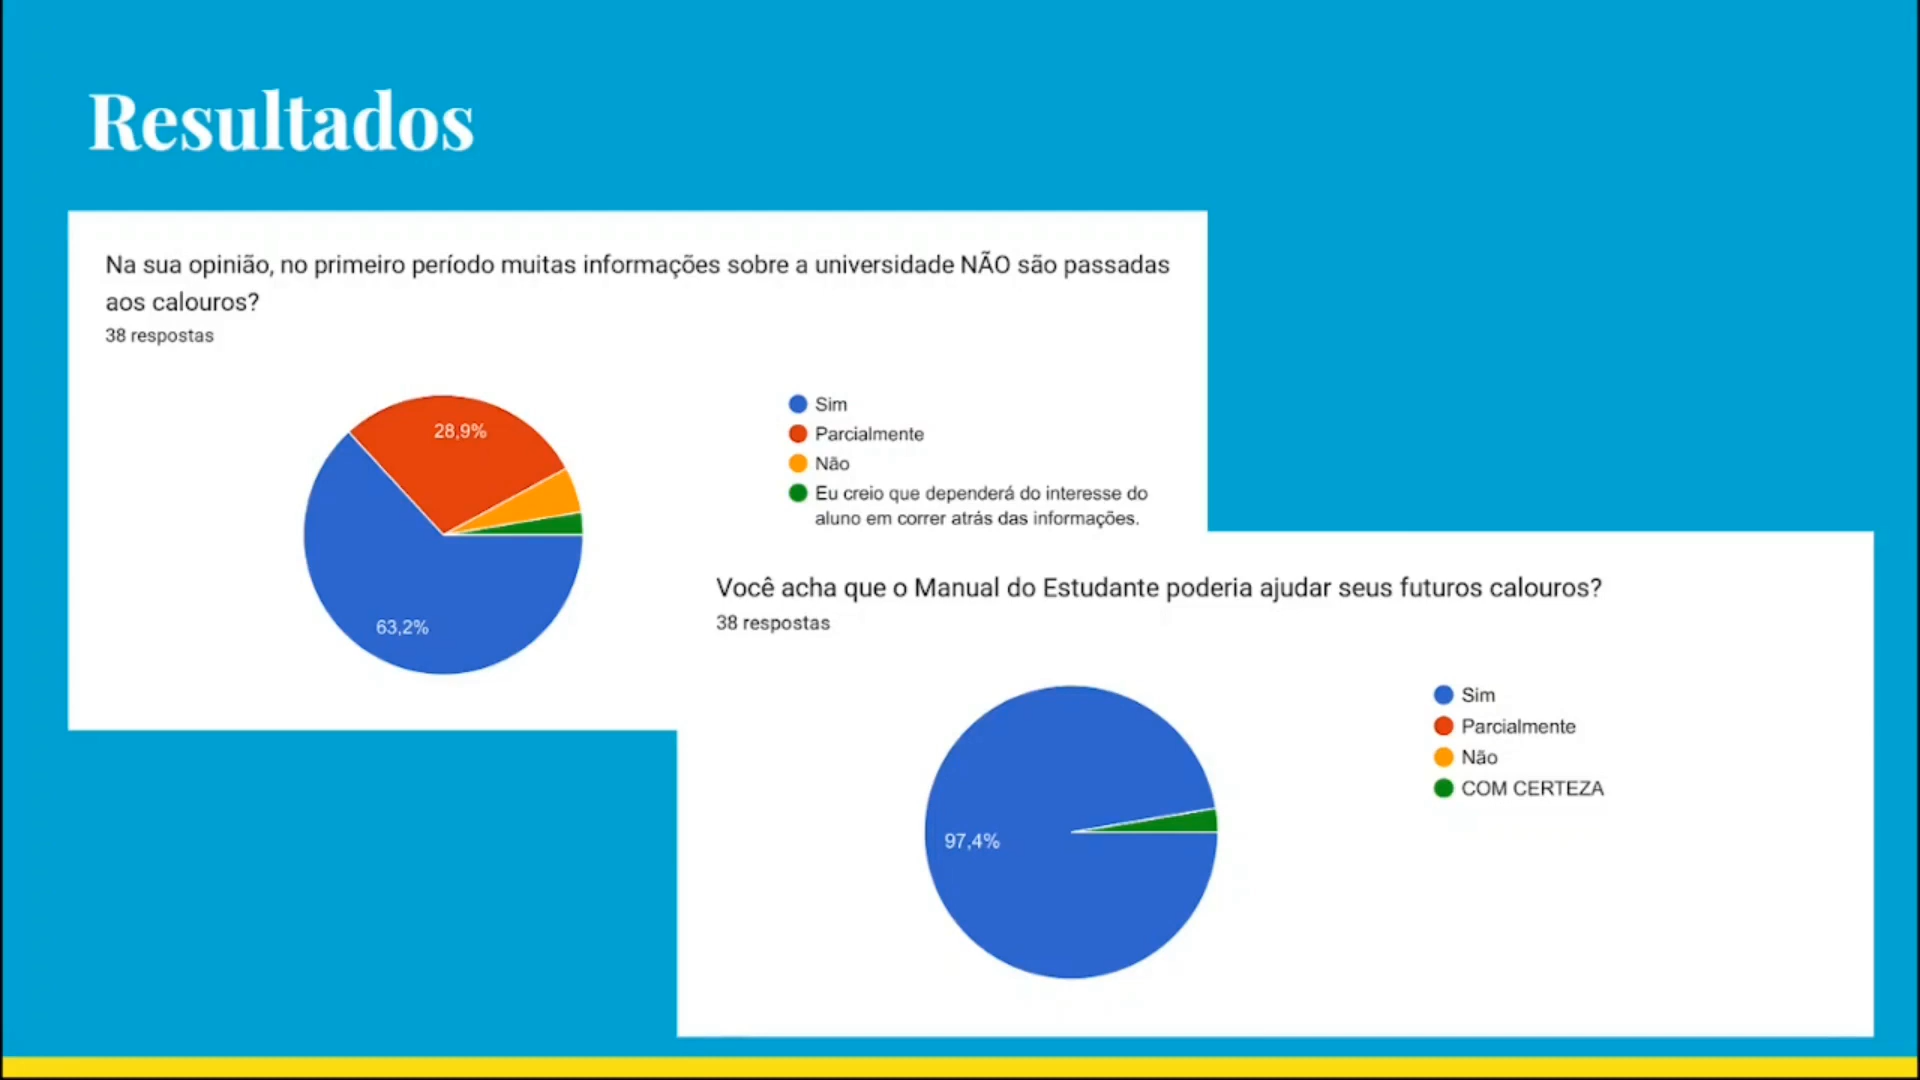 Resultados
Na sua opinião, no primeiro período muitas informações sobre a universidade NÃO são passadas
aos calouros?
38 respostas
28,9%
63,2%
Sim
Parcialmente
Não
Eu creio que dependerá do interesse do
aluno em correr atrás das informações.
Você acha que o Manual do Estudante poderia ajudar seus futuros calouros?
38 respostas
97,4%
Sim
Parcialmente
Não
COM CERTEZA